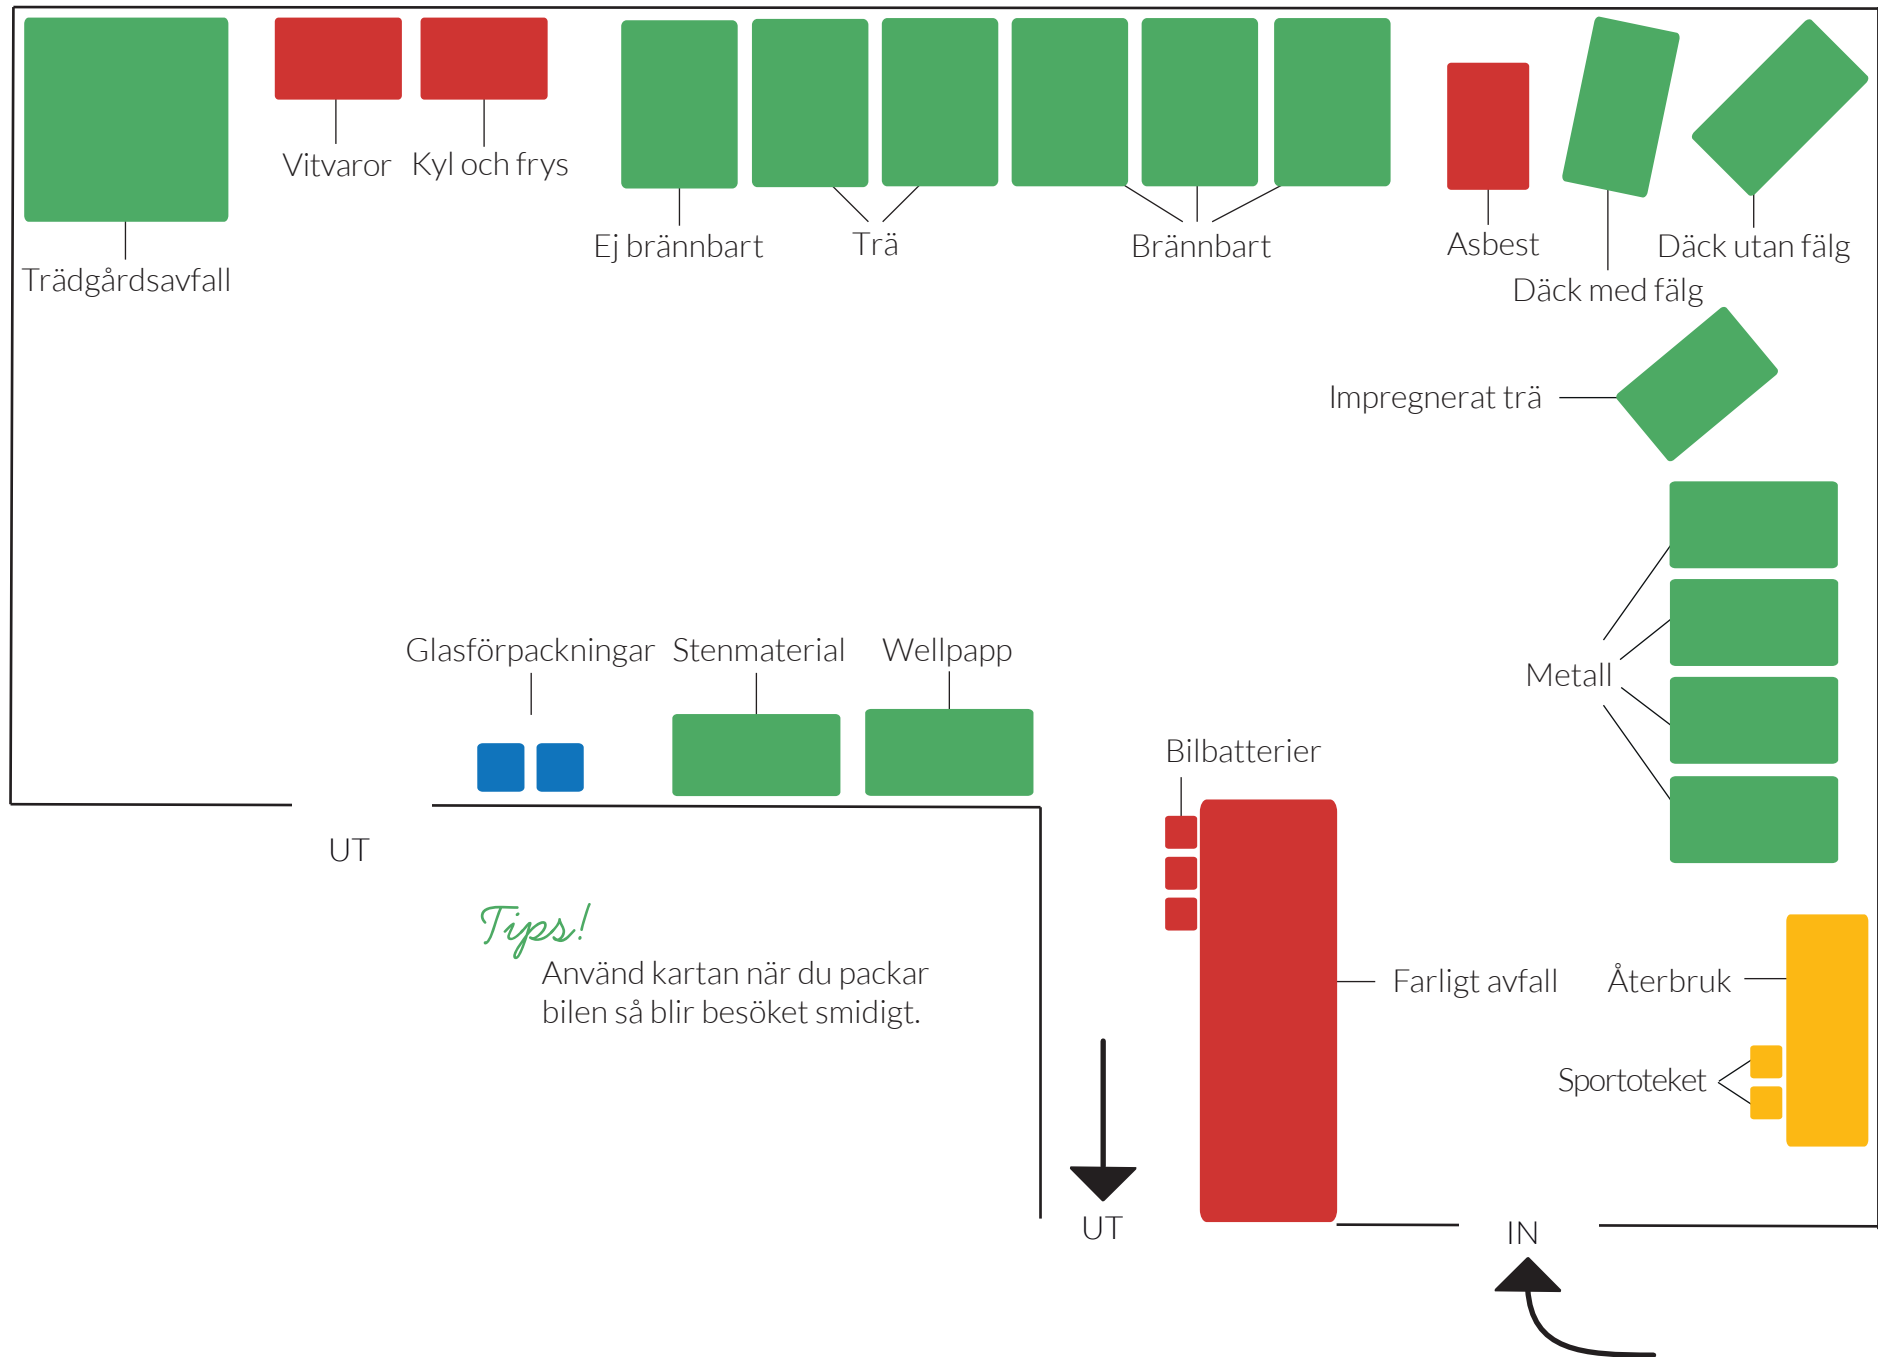 Vitvaror
Kyl och frys
Trädgårdsavfall
Ej brännbart
Trä
Brännbart
Asbest
Däck utan fälg
Däck med fälg
Impregnerat trä
Glasförpackningar
Stenmaterial
Wellpapp
Metall
Bilbatterier
UT
Tips!
Använd kartan när du packar
bilen så blir besöket smidigt.
Farligt avfall
Återbruk
Sportoteket
UT
IN